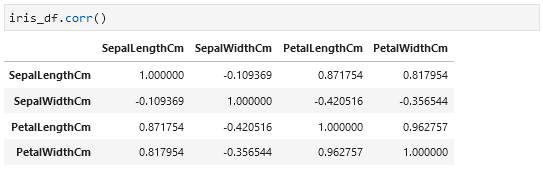 iris_df.corr()
SepalLengthCm SepalWidthCm PetalLengthCm PetalWidthCm
SepalLengthCm 1.000000 -0.109369 0.871754 0.817954
SepalWidthCm -0.109369 1.000000 -0.420516 -0.356544
PetalLengthCm 0.871754 -0.420516 1.000000 0.962757
PetalWidthCm 0.817954 -0.356544 0.962757 1.000000